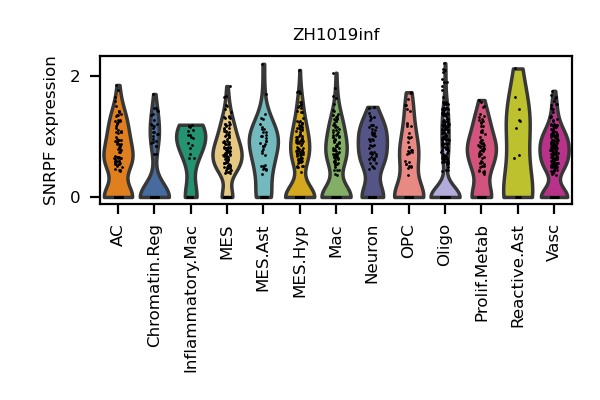 ZH1019inf
SNRPF expression
2
0
AC
Chromatin.Reg
Inflammatory.Mac
MES
MES.Ast
MES.Hyp
Mac
Neuron
OPC
Oligo
Prolif.Metab
Reactive.Ast
Vasc